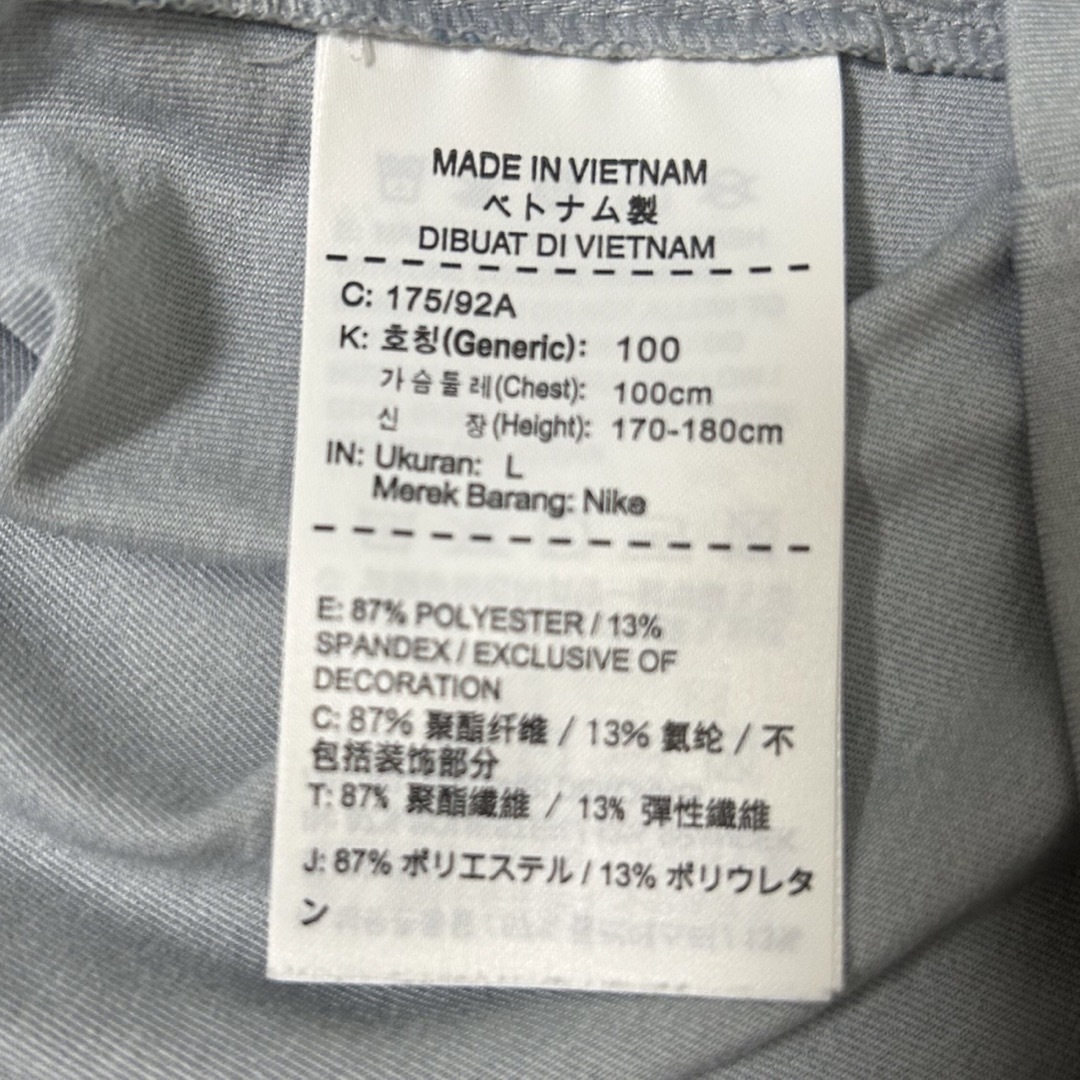 MADE IN VIETNAM
ベトナム製
DIBUAT DI VIETNAM
C: 175/92A
K: 호칭(Generic): 100
가슴둘레(Chest): 100cm
신 장(Height): 170-180cm
IN: Ukuran: L
Merek Barang: Nike
E: 87% POLYESTER / 13%
SPANDEX / EXCLUSIVE OF
DECORATION
C: 87% 聚酯纤维 / 13% 氨纶 / 不
包括装饰部分
T: 87% 聚酯纖維 / 13% 彈性纖維
J: 87% ポリエステル / 13% ポリウレタ
ン